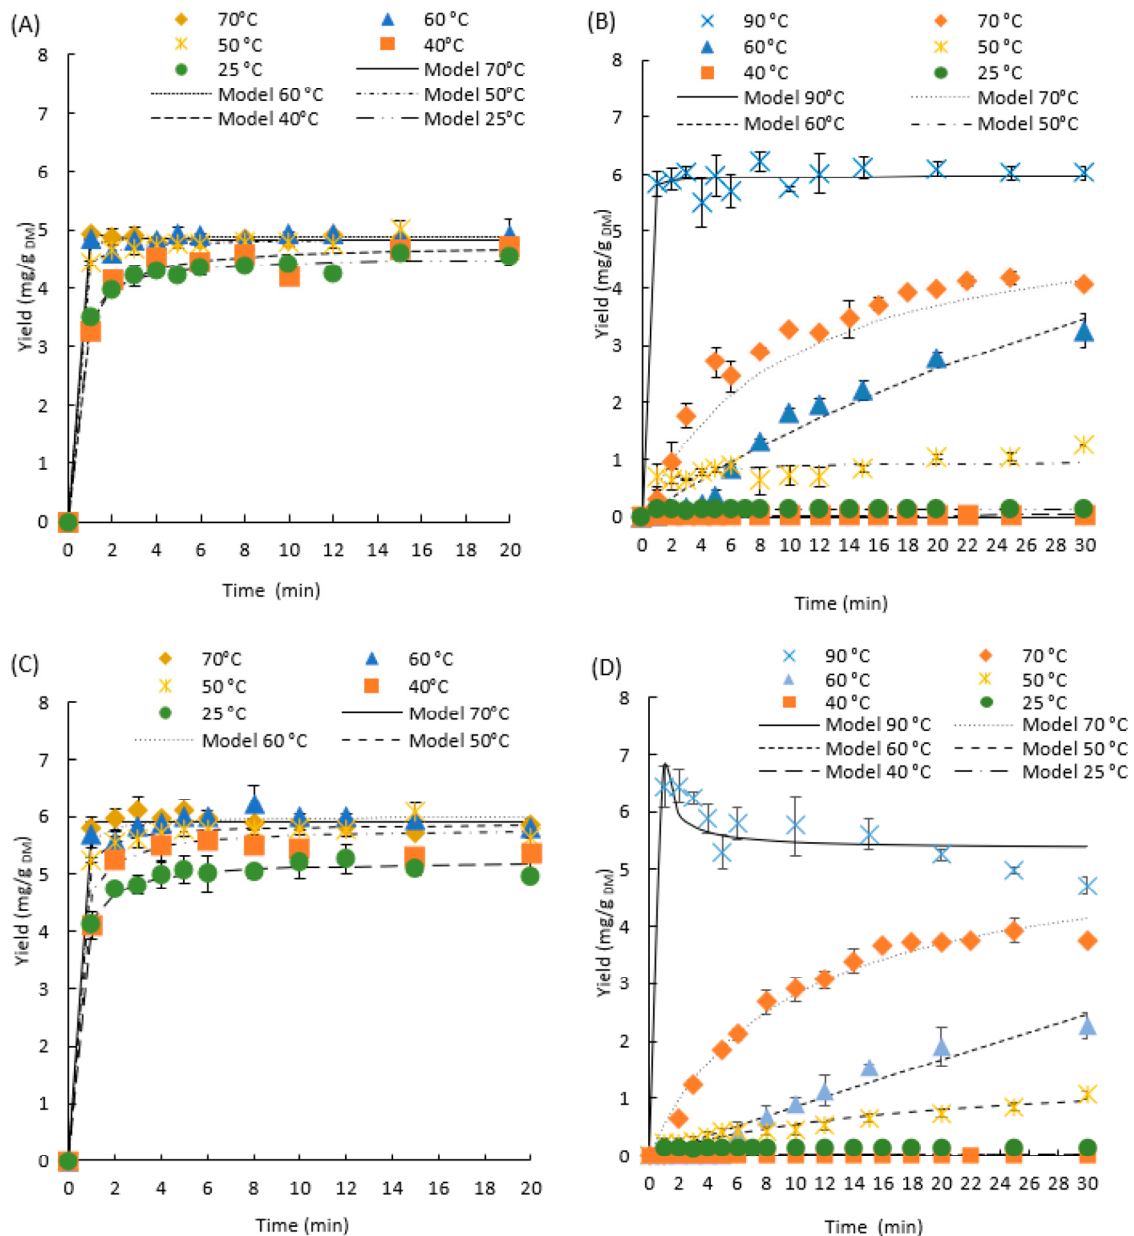 (A)
70°C 60 °C
50 °C 40°C
25 °C Model 70°C
Model 60 °C Model 50°C
Model 40°C Model 25°C
8
7
6
5
4
3
2
1
0
Yield (mg/g DM)
0 2 4 6 8 10 12 14 16 18 20
Time (min)
(B)
90 °C 70 °C
60 °C 50 °C
40 °C 25 °C
Model 90°C Model 70°C
Model 60°C Model 50°C
8
7
6
5
4
3
2
1
0
Yield (mg/g DM)
0 2 4 6 8 10 12 14 16 18 20 22 24 26 28 30
Time (min)
(C)
70°C 60 °C
50 °C 40°C
25 °C Model 70°C
Model 60 °C Model 50°C
8
7
6
5
4
3
2
1
0
Yield (mg/g DM)
0 2 4 6 8 10 12 14 16 18 20
Time (min)
(D)
90 °C 70 °C
60 °C 50 °C
40 °C 25 °C
Model 90 °C Model 70 °C
Model 60 °C Model 50 °C
Model 40 °C Model 25 °C
8
7
6
5
4
3
2
1
0
Yield (mg/g DM)
0 2 4 6 8 10 12 14 16 18 20 22 24 26 28 30
Time (min)